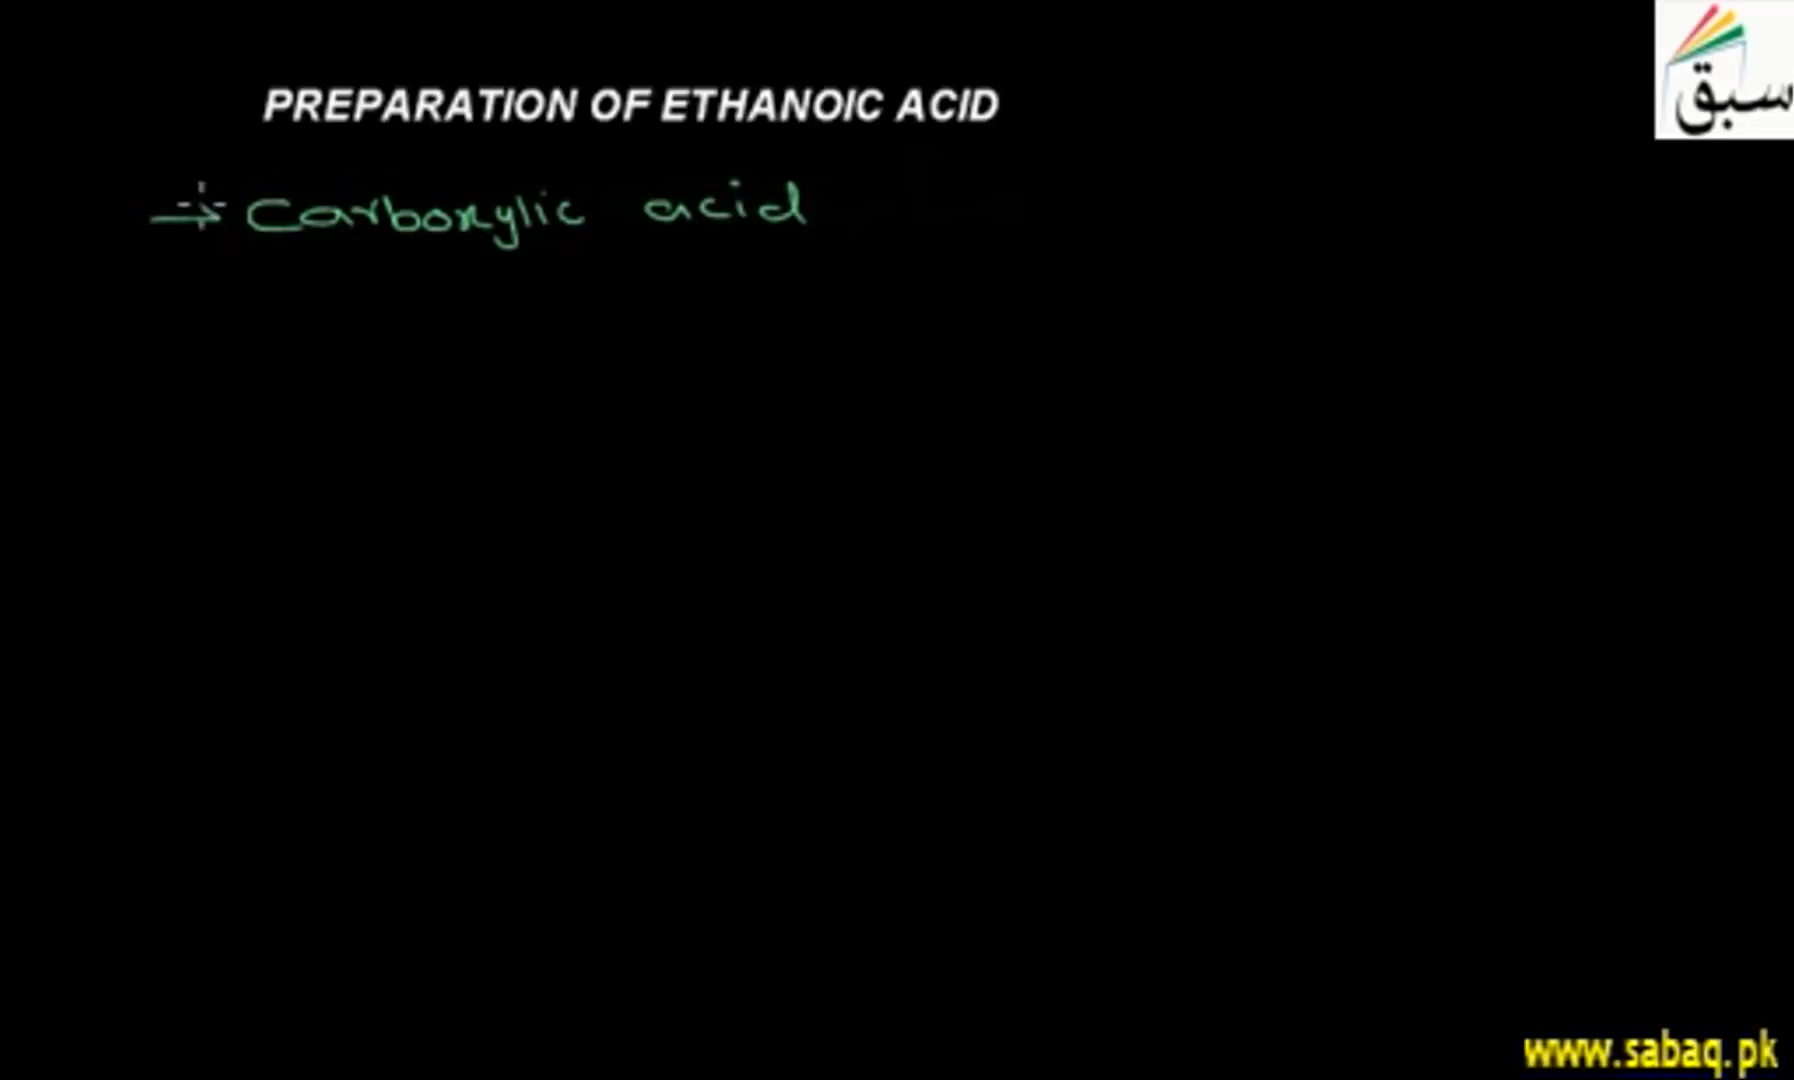 سبق
PREPARATION OF ETHANOIC ACID
→ Carboxylic acid
www.sabaq.pk